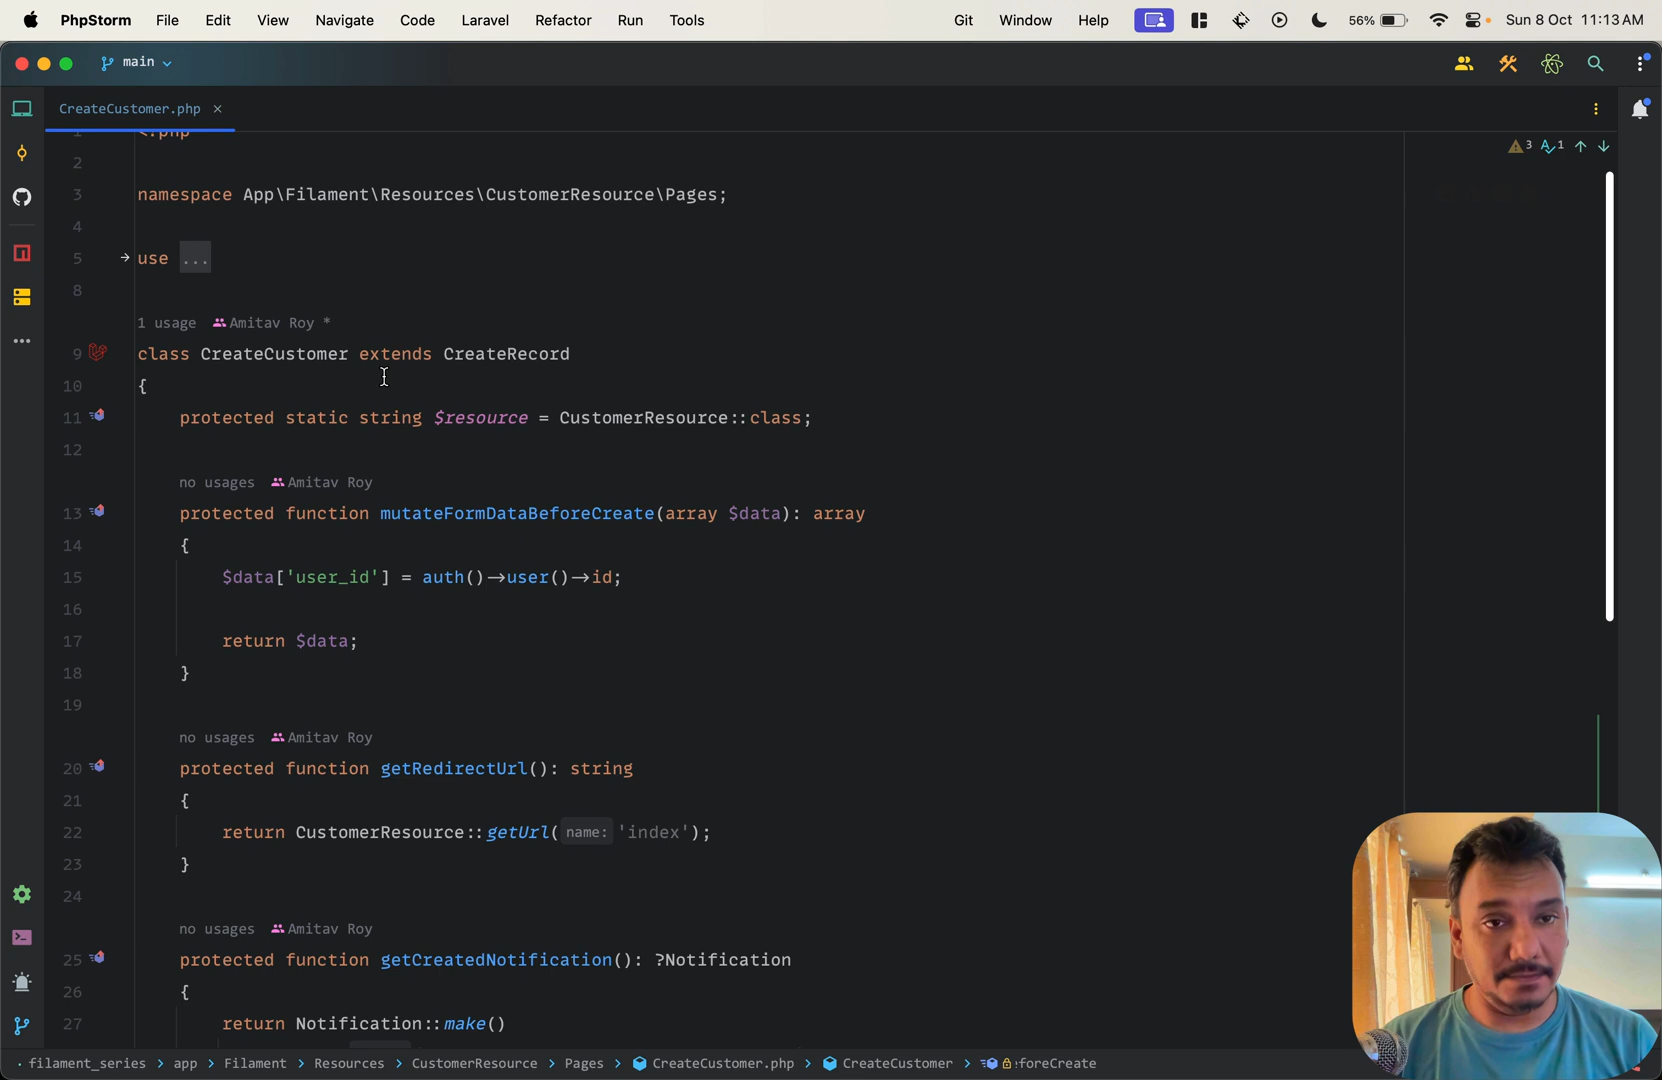 PhpStorm File Edit View Navigate Code Laravel Refactor Run Tools Git Window Help 56% Sun 8 Oct 11:13 AM
main
CreateCustomer.php ×
3 1
1 <?php
2
3 namespace App\Filament\Resources\CustomerResource\Pages;
4
5 use ...
8
1 usage Amitav Roy *
9 class CreateCustomer extends CreateRecord
10 {
11 protected static string $resource = CustomerResource::class;
12
no usages Amitav Roy
13 protected function mutateFormDataBeforeCreate(array $data): array
14 {
15 $data['user_id'] = auth()->user()->id;
16
17 return $data;
18 }
19
no usages Amitav Roy
20 protected function getRedirectUrl(): string
21 {
22 return CustomerResource::getUrl( name: 'index');
23 }
24
no usages Amitav Roy
25 protected function getCreatedNotification(): ?Notification
26 {
27 return Notification::make()
filament_series > app > Filament > Resources > CustomerResource > Pages > CreateCustomer.php > CreateCustomer > foreCreate